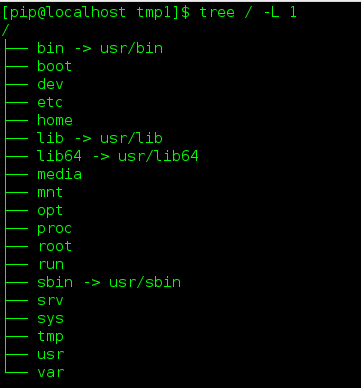 [pip@localhost tmp1]$ tree / -L 1
/
├── bin -> usr/bin
├── boot
├── dev
├── etc
├── home
├── lib -> usr/lib
├── lib64 -> usr/lib64
├── media
├── mnt
├── opt
├── proc
├── root
├── run
├── sbin -> usr/sbin
├── srv
├── sys
├── tmp
├── usr
└── var